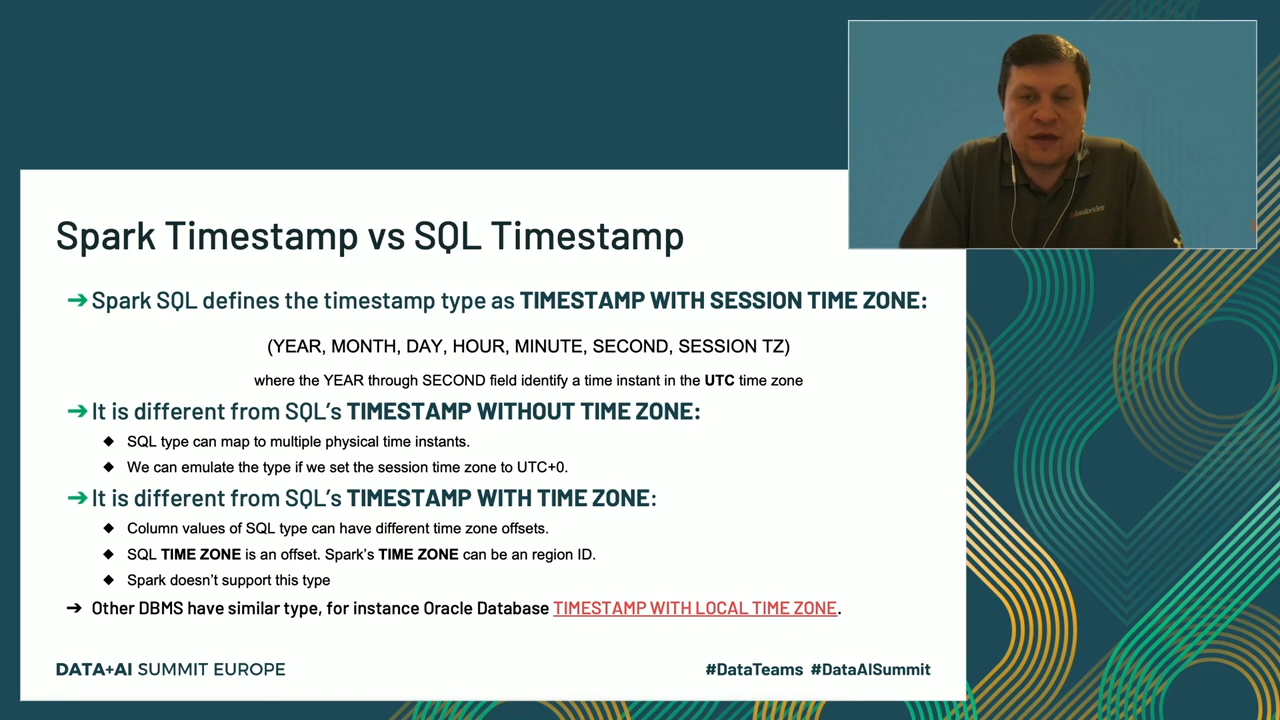 databricks
Spark Timestamp vs SQL Timestamp
➔ Spark SQL defines the timestamp type as TIMESTAMP WITH SESSION TIME ZONE:
(YEAR, MONTH, DAY, HOUR, MINUTE, SECOND, SESSION TZ)
where the YEAR through SECOND field identify a time instant in the UTC time zone
➔ It is different from SQL’s TIMESTAMP WITHOUT TIME ZONE:
◆ SQL type can map to multiple physical time instants.
◆ We can emulate the type if we set the session time zone to UTC+0.
➔ It is different from SQL’s TIMESTAMP WITH TIME ZONE:
◆ Column values of SQL type can have different time zone offsets.
◆ SQL TIME ZONE is an offset. Spark’s TIME ZONE can be an region ID.
◆ Spark doesn’t support this type
➔ Other DBMS have similar type, for instance Oracle Database TIMESTAMP WITH LOCAL TIME ZONE.
DATA+AI SUMMIT EUROPE
#DataTeams #DataAISummit